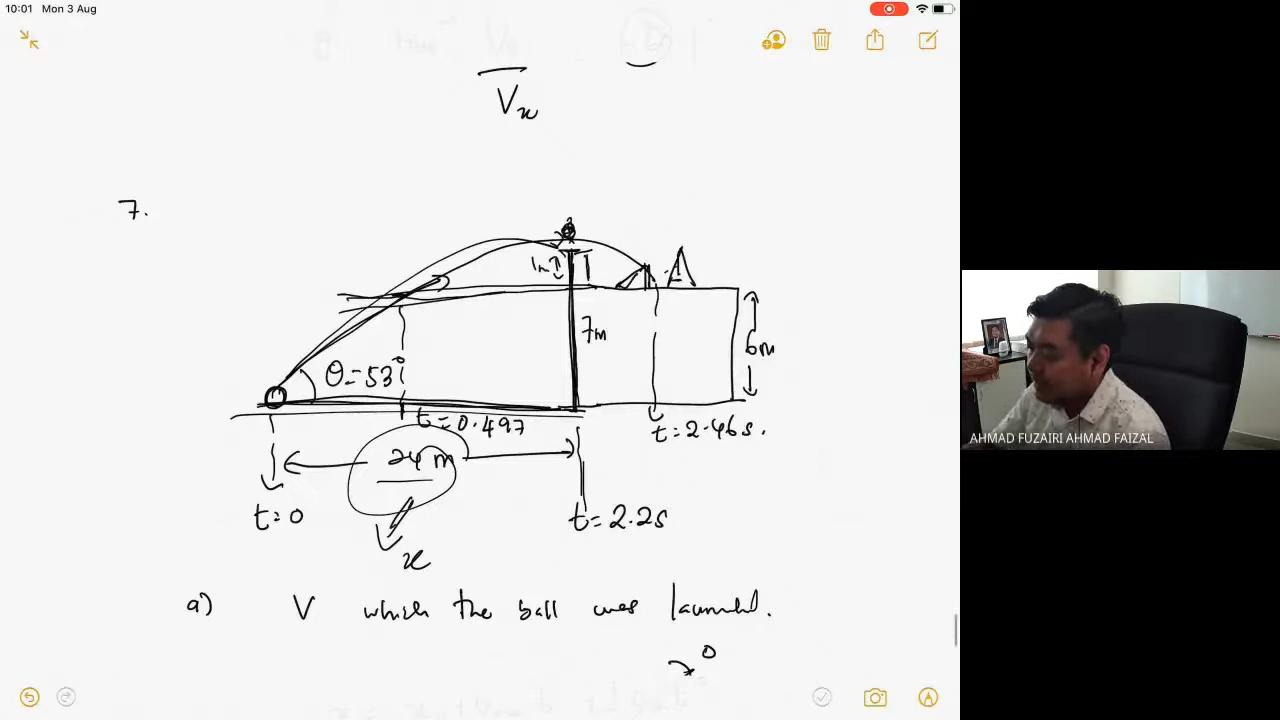 10:01 Mon 3 Aug
Vx
7.
1m
7m
6m
θ=53°
t=0.497
t=2.46s.
24m
t=0
t=2.2s
x
a) V which the ball was launched.
0
AHMAD FUZAIRI AHMAD FAIZAL